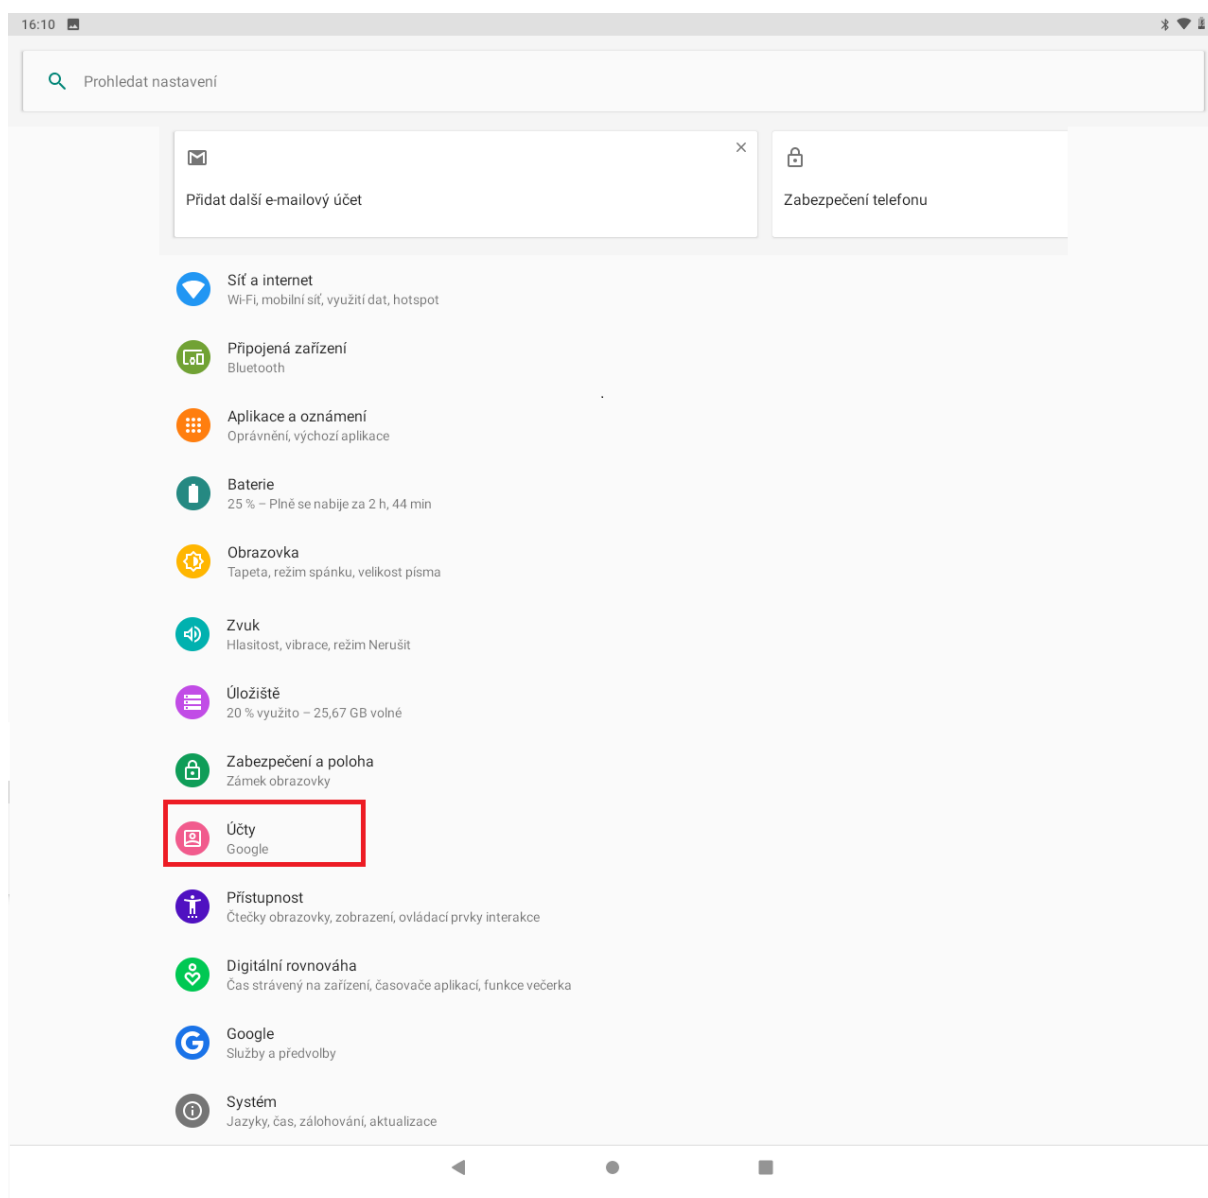 16:10
Prohledat nastavení
Přidat další e-mailový účet
Zabezpečení telefonu
Síť a internet
Wi-Fi, mobilní síť, využití dat, hotspot
Připojená zařízení
Bluetooth
Aplikace a oznámení
Oprávnění, výchozí aplikace
Baterie
25 % – Plně se nabije za 2 h, 44 min
Obrazovka
Tapeta, režim spánku, velikost písma
Zvuk
Hlasitost, vibrace, režim Nerušit
Úložiště
20 % využito – 25,67 GB volné
Zabezpečení a poloha
Zámek obrazovky
Účty
Google
Přístupnost
Čtečky obrazovky, zobrazení, ovládací prvky interakce
Digitální rovnováha
Čas strávený na zařízení, časovače aplikací, funkce večerka
Google
Služby a předvolby
Systém
Jazyky, čas, zálohování, aktualizace